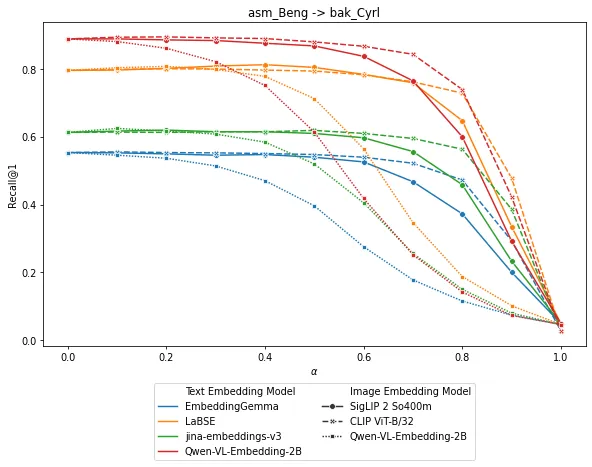 asm_Beng -> bak_Cyrl
Recall@1
0.8
0.6
0.4
0.2
0.0
0.0 0.2 0.4 0.6 0.8 1.0
α
Text Embedding Model
EmbeddingGemma
LaBSE
jina-embeddings-v3
Qwen-VL-Embedding-2B
Image Embedding Model
SigLIP 2 So400m
CLIP ViT-B/32
Qwen-VL-Embedding-2B